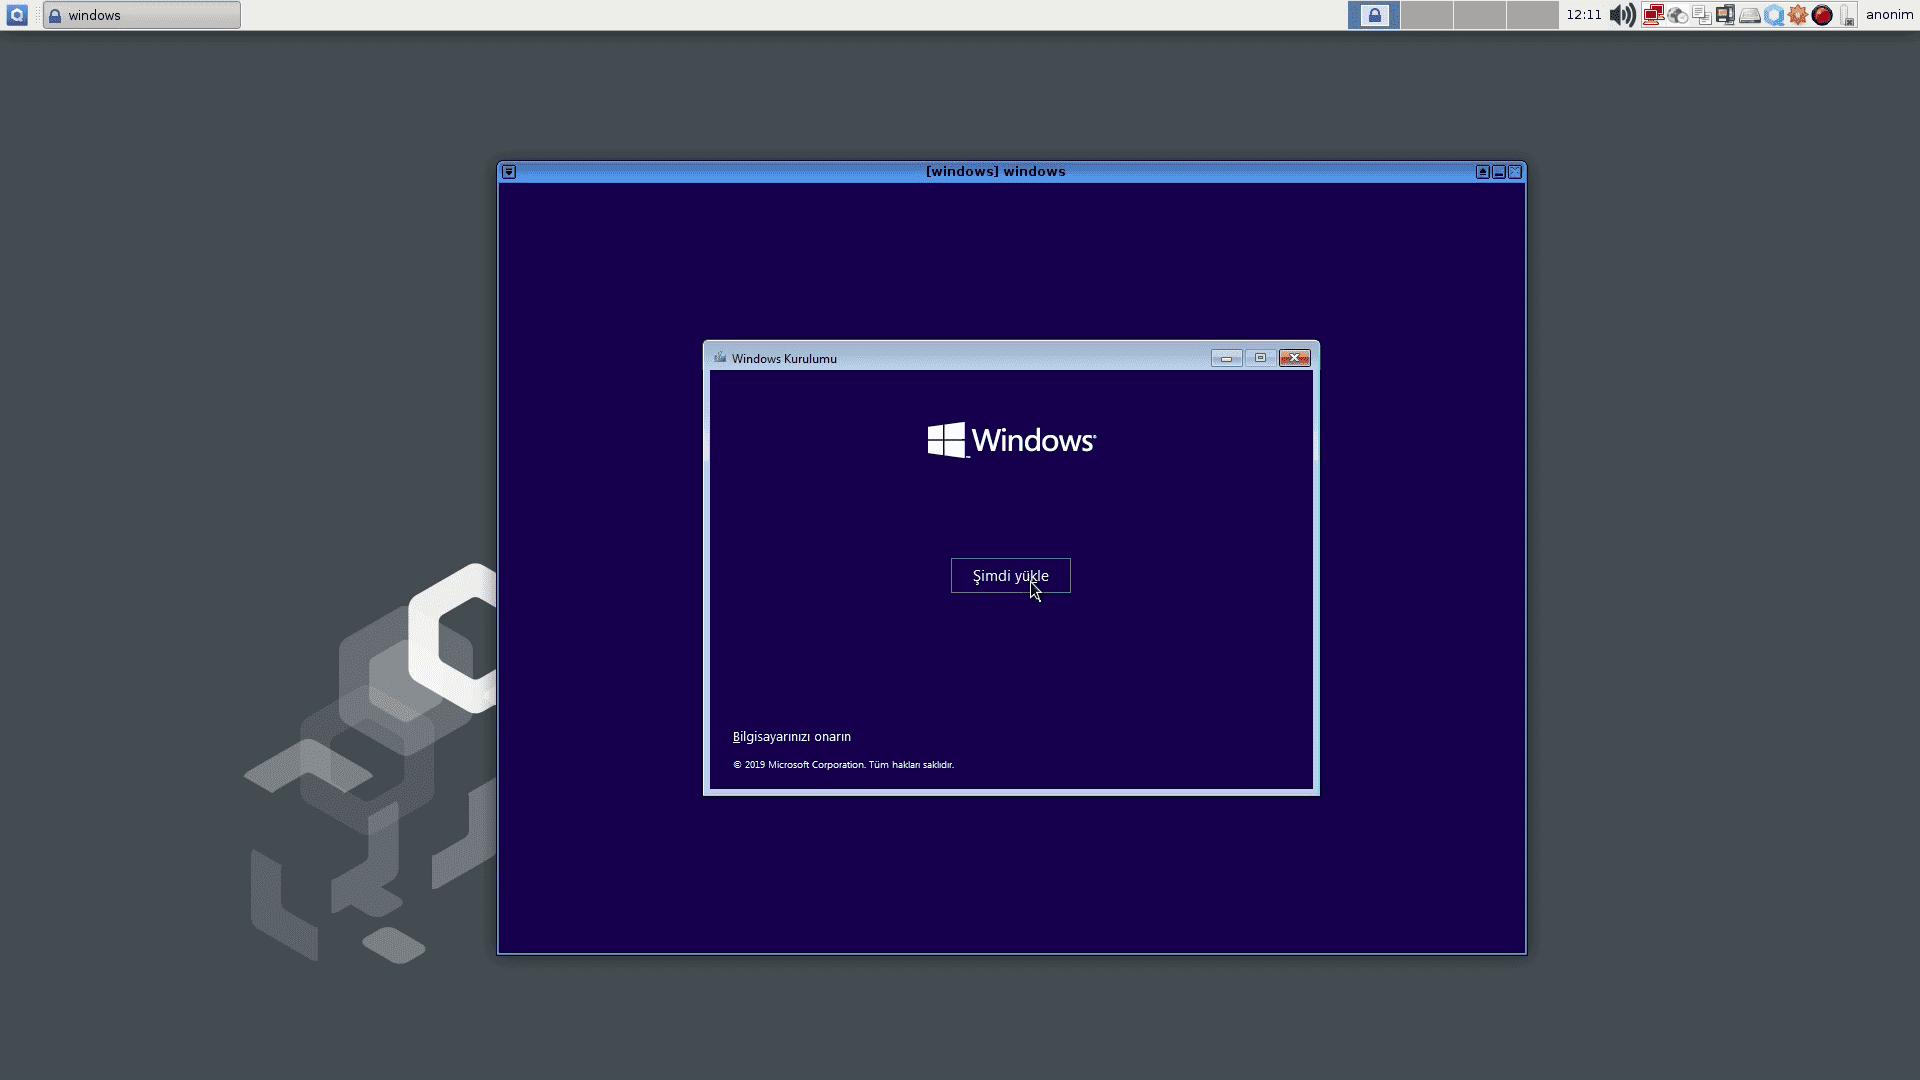 windows
12:11
anonim
[windows] windows
Windows Kurulumu
Windows
Şimdi yükle
Bilgisayarınızı onarın
© 2019 Microsoft Corporation. Tüm hakları saklıdır.